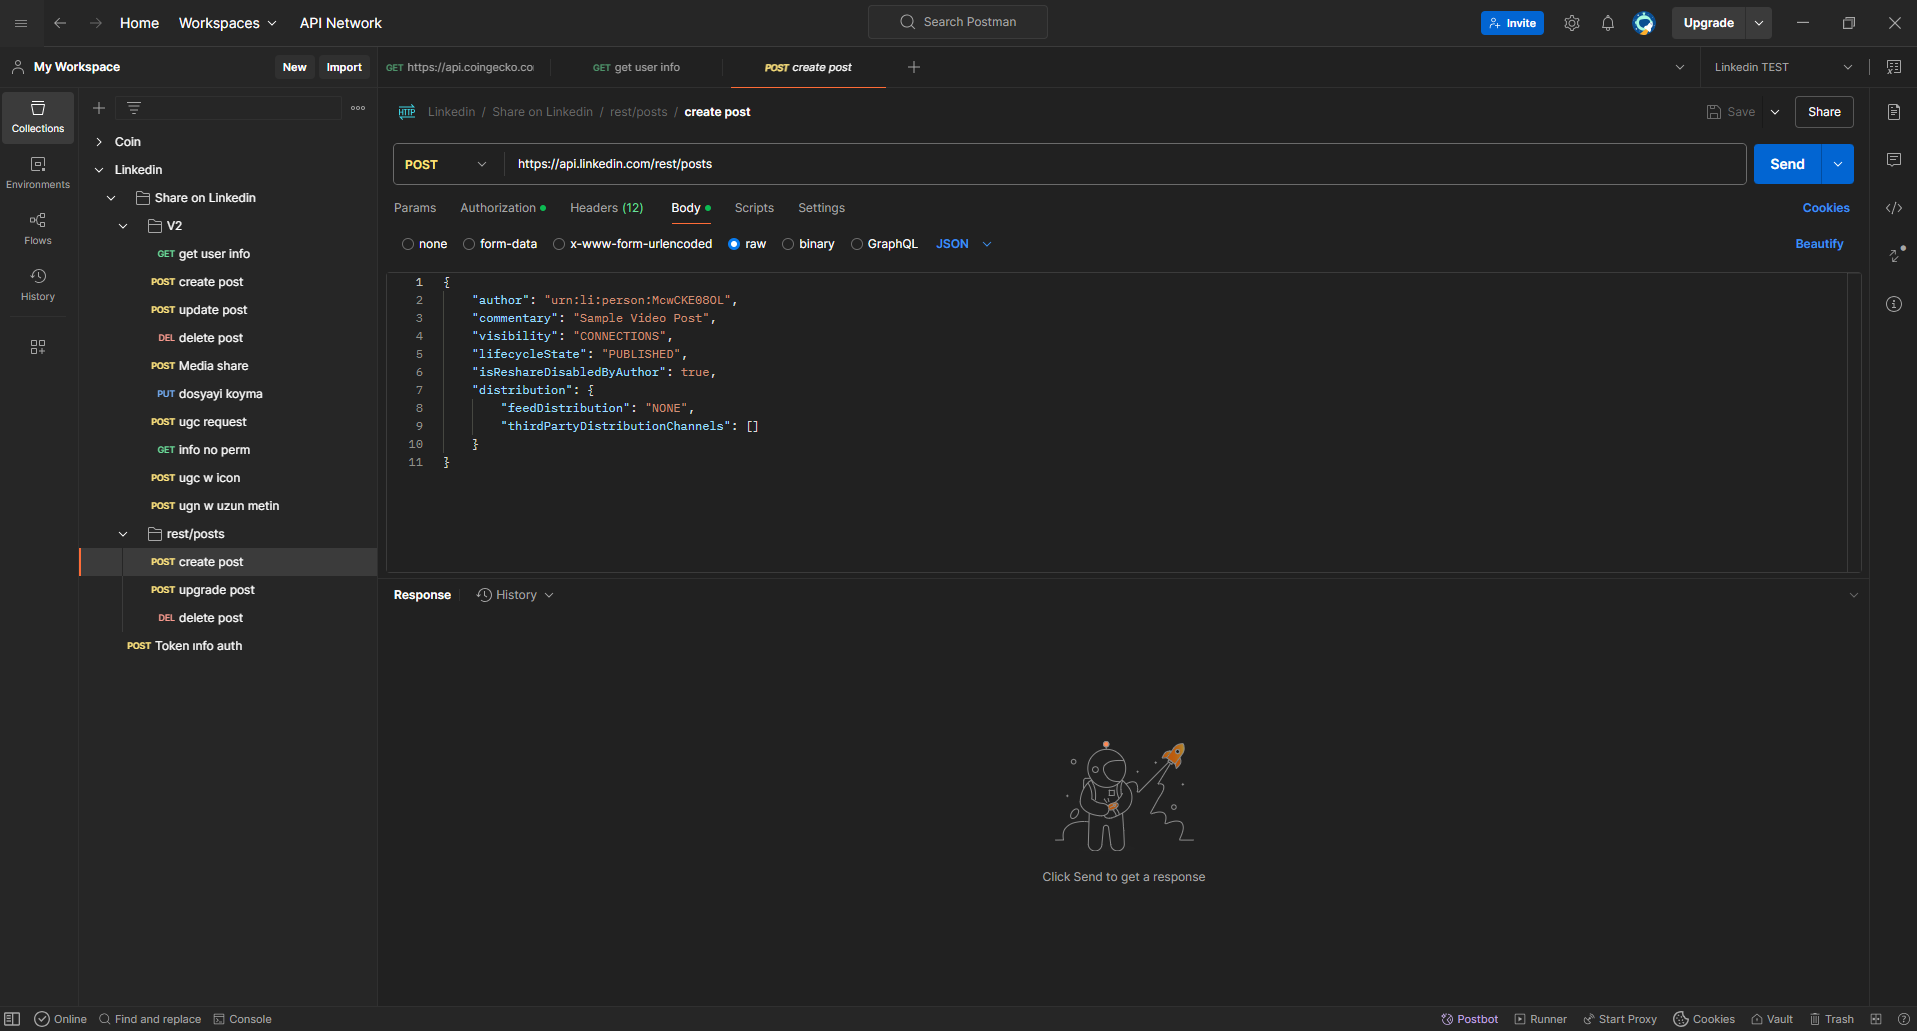 Home Workspaces API Network Search Postman Invite Upgrade
My Workspace New Import GET https://api.coingecko.co GET get user info POST create post Linkedin TEST
Collections
Environments
Flows
History
Coin
Linkedin
Share on Linkedin
V2
GET get user info
POST create post
POST update post
DEL delete post
POST Media share
PUT dosyayi koyma
POST ugc request
GET info no perm
POST ugc w icon
POST ugn w uzun metin
rest/posts
POST create post
POST upgrade post
DEL delete post
POST Token ınfo auth
HTTP Linkedin / Share on Linkedin / rest/posts / create post Save Share
POST https://api.linkedin.com/rest/posts Send
Params Authorization Headers (12) Body Scripts Settings Cookies
none form-data x-www-form-urlencoded raw binary GraphQL JSON Beautify
1 {
2 "author": "urn:li:person:McwCKE08OL",
3 "commentary": "Sample Video Post",
4 "visibility": "CONNECTIONS",
5 "lifecycleState": "PUBLISHED",
6 "isReshareDisabledByAuthor": true,
7 "distribution": {
8 "feedDistribution": "NONE",
9 "thirdPartyDistributionChannels": []
10 }
11 }
Response History
Click Send to get a response
Online Find and replace Console Postbot Runner Start Proxy Cookies Vault Trash